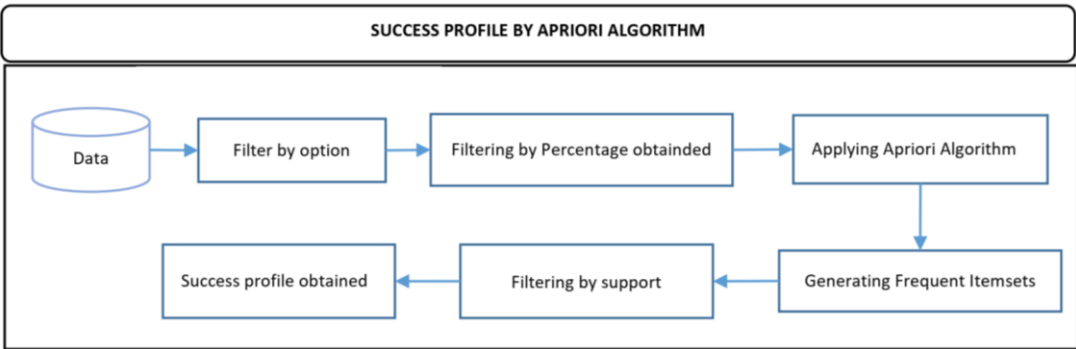 SUCCESS PROFILE BY APRIORI ALGORITHM
Data
Filter by option
Filtering by Percentage obtainded
Applying Apriori Algorithm
Generating Frequent Itemsets
Filtering by support
Success profile obtained